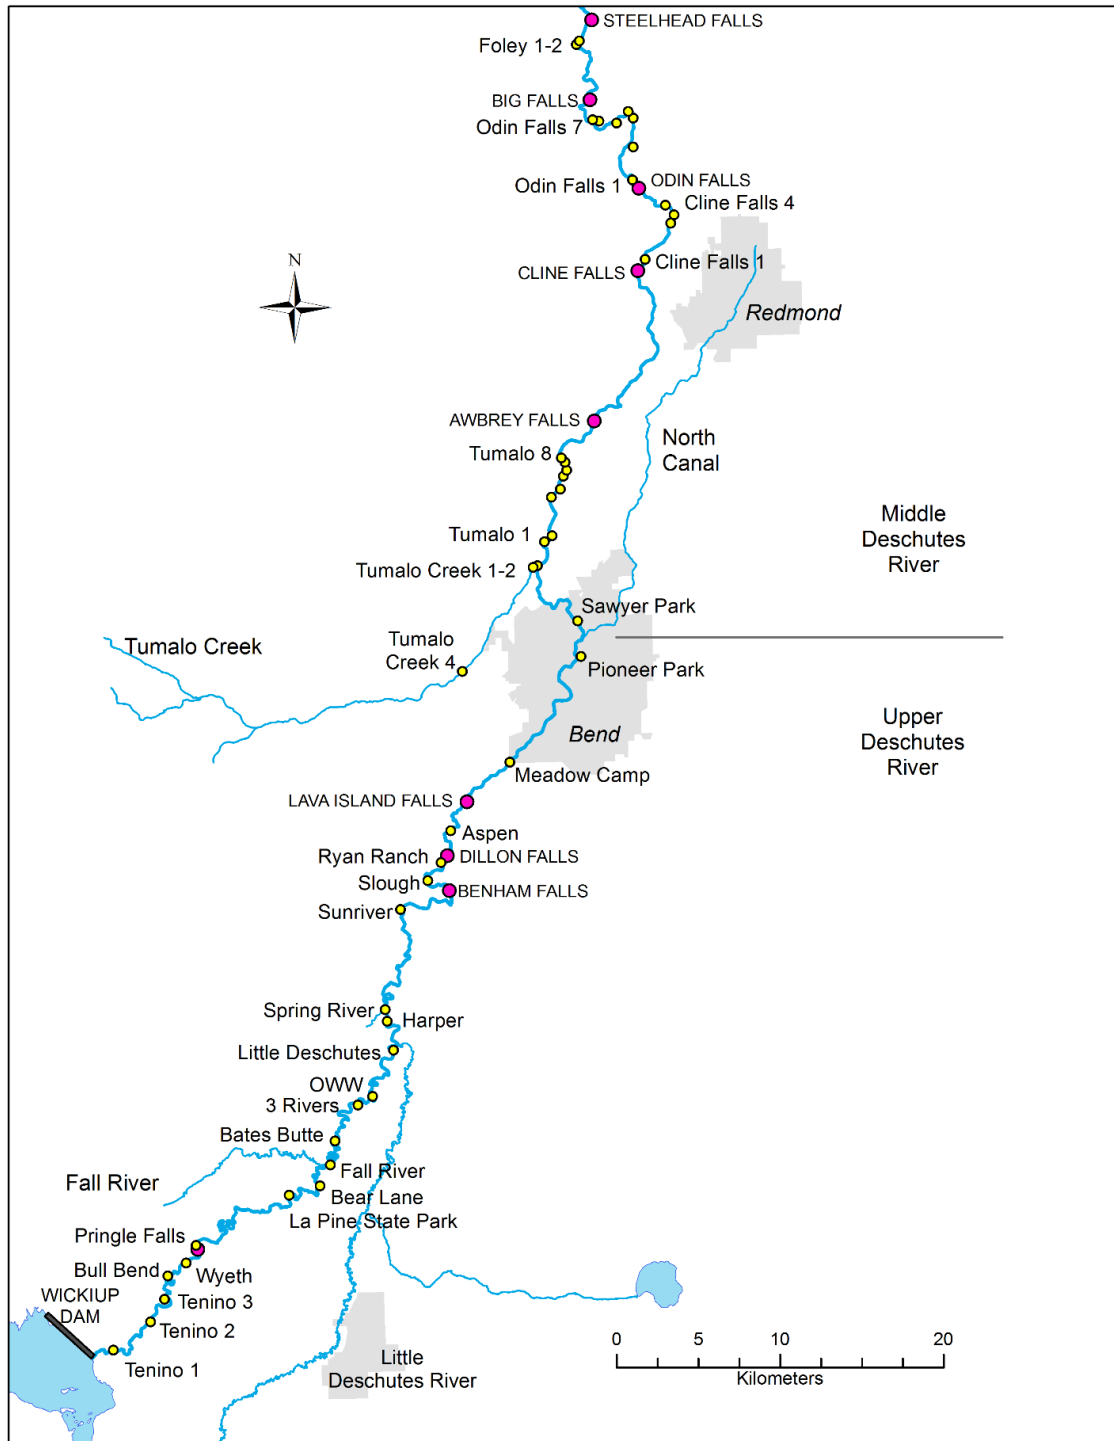 STEELHEAD FALLS
Foley 1-2
BIG FALLS
Odin Falls 7
Odin Falls 1
ODIN FALLS
Cline Falls 4
N
Cline Falls 1
CLINE FALLS
Redmond
AWBREY FALLS
North
Canal
Tumalo 8
Middle
Deschutes
River
Tumalo 1
Tumalo Creek 1-2
Sawyer Park
Tumalo
Creek 4
Tumalo Creek
Pioneer Park
Upper
Deschutes
River
Bend
Meadow Camp
LAVA ISLAND FALLS
Aspen
Ryan Ranch
DILLON FALLS
Slough
BENHAM FALLS
Sunriver
Spring River
Harper
Little Deschutes
OWW
3 Rivers
Bates Butte
Fall River
Fall River
Bear Lane
La Pine State Park
Pringle Falls
Bull Bend
Wyeth
WICKIUP
DAM
Tenino 3
Tenino 2
Tenino 1
Little
Deschutes River
0 5 10 20
Kilometers